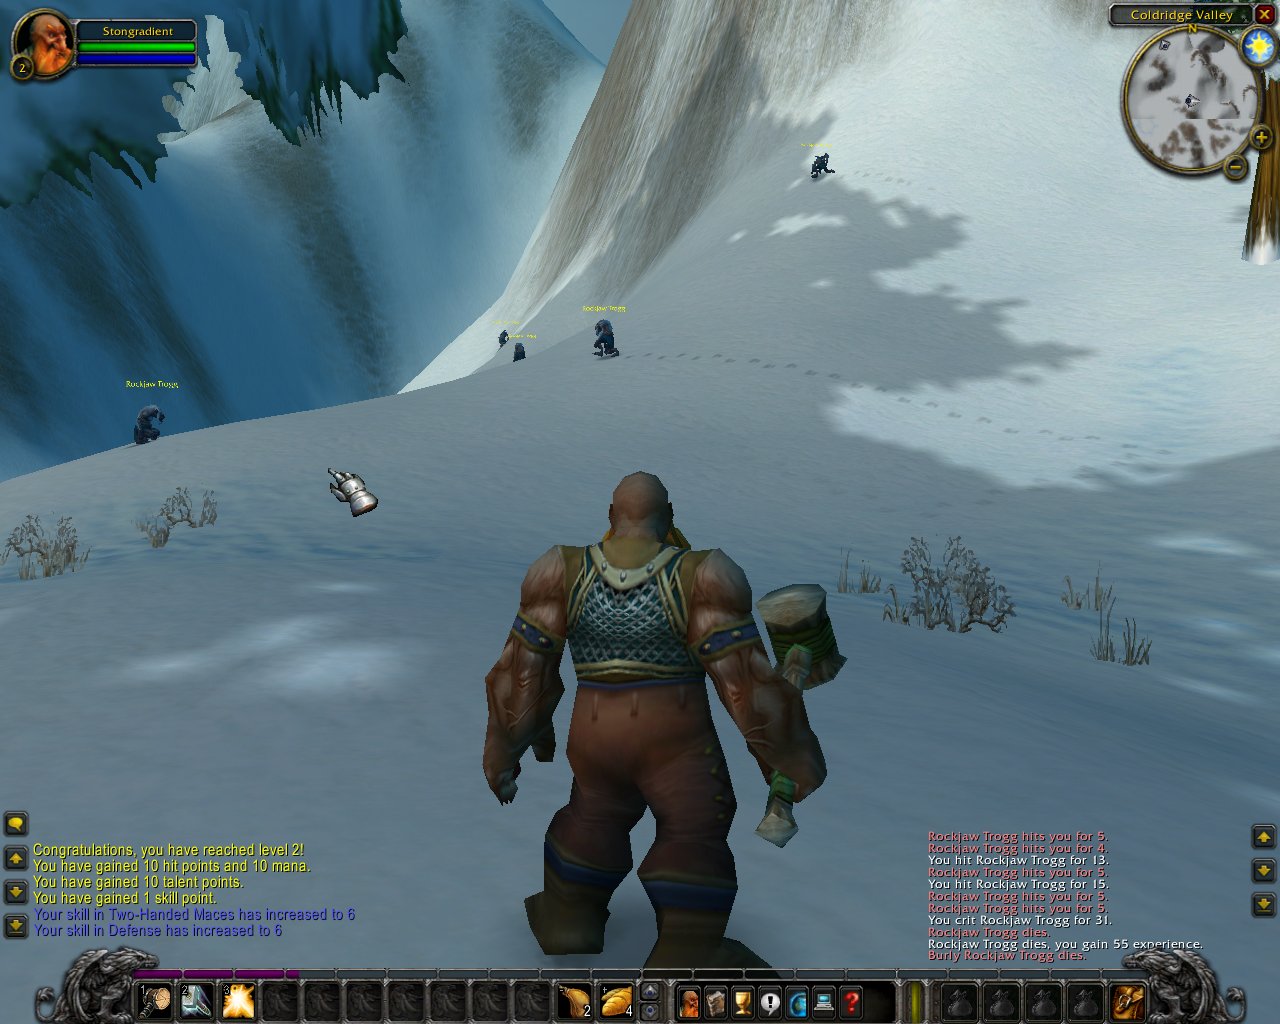 Stongradient
2
Coldridge Valley
N
Rockjaw Trogg
Rockjaw Trogg
Congratulations, you have reached level 2!
You have gained 10 hit points and 10 mana.
You have gained 10 talent points.
You have gained 1 skill point.
Your skill in Two-Handed Maces has increased to 6
Your skill in Defense has increased to 6
Rockjaw Trogg hits you for 5.
Rockjaw Trogg hits you for 4.
You hit Rockjaw Trogg for 13.
Rockjaw Trogg hits you for 5.
You hit Rockjaw Trogg for 15.
Rockjaw Trogg hits you for 5.
Rockjaw Trogg hits you for 5.
You crit Rockjaw Trogg for 31.
Rockjaw Trogg dies.
Rockjaw Trogg dies, you gain 55 experience.
Burly Rockjaw Trogg dies.
1 2 3 2 4